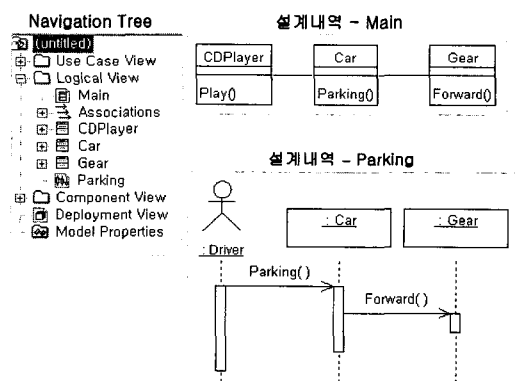 Navigation Tree
(untitled)
Use Case View
Logical View
Main
Associations
CDPlayer
Car
Gear
Parking
Component View
Deployment View
Model Properties
설계내역 – Main
CDPlayer
Play()
Car
Parking()
Gear
Forward()
설계내역 – Parking
: Driver
: Car
: Gear
Parking( )
Forward( )